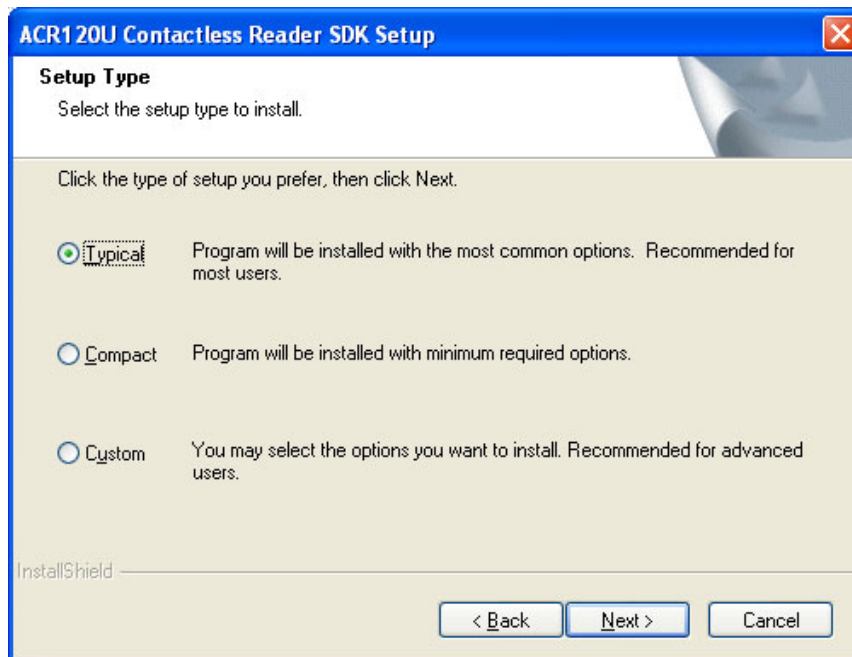 ACR120U Contactless Reader SDK Setup
Setup Type
Select the setup type to install.
Click the type of setup you prefer, then click Next.
Typical
Program will be installed with the most common options. Recommended for
most users.
Compact
Program will be installed with minimum required options.
Custom
You may select the options you want to install. Recommended for advanced
users.
InstallShield
< Back
Next >
Cancel